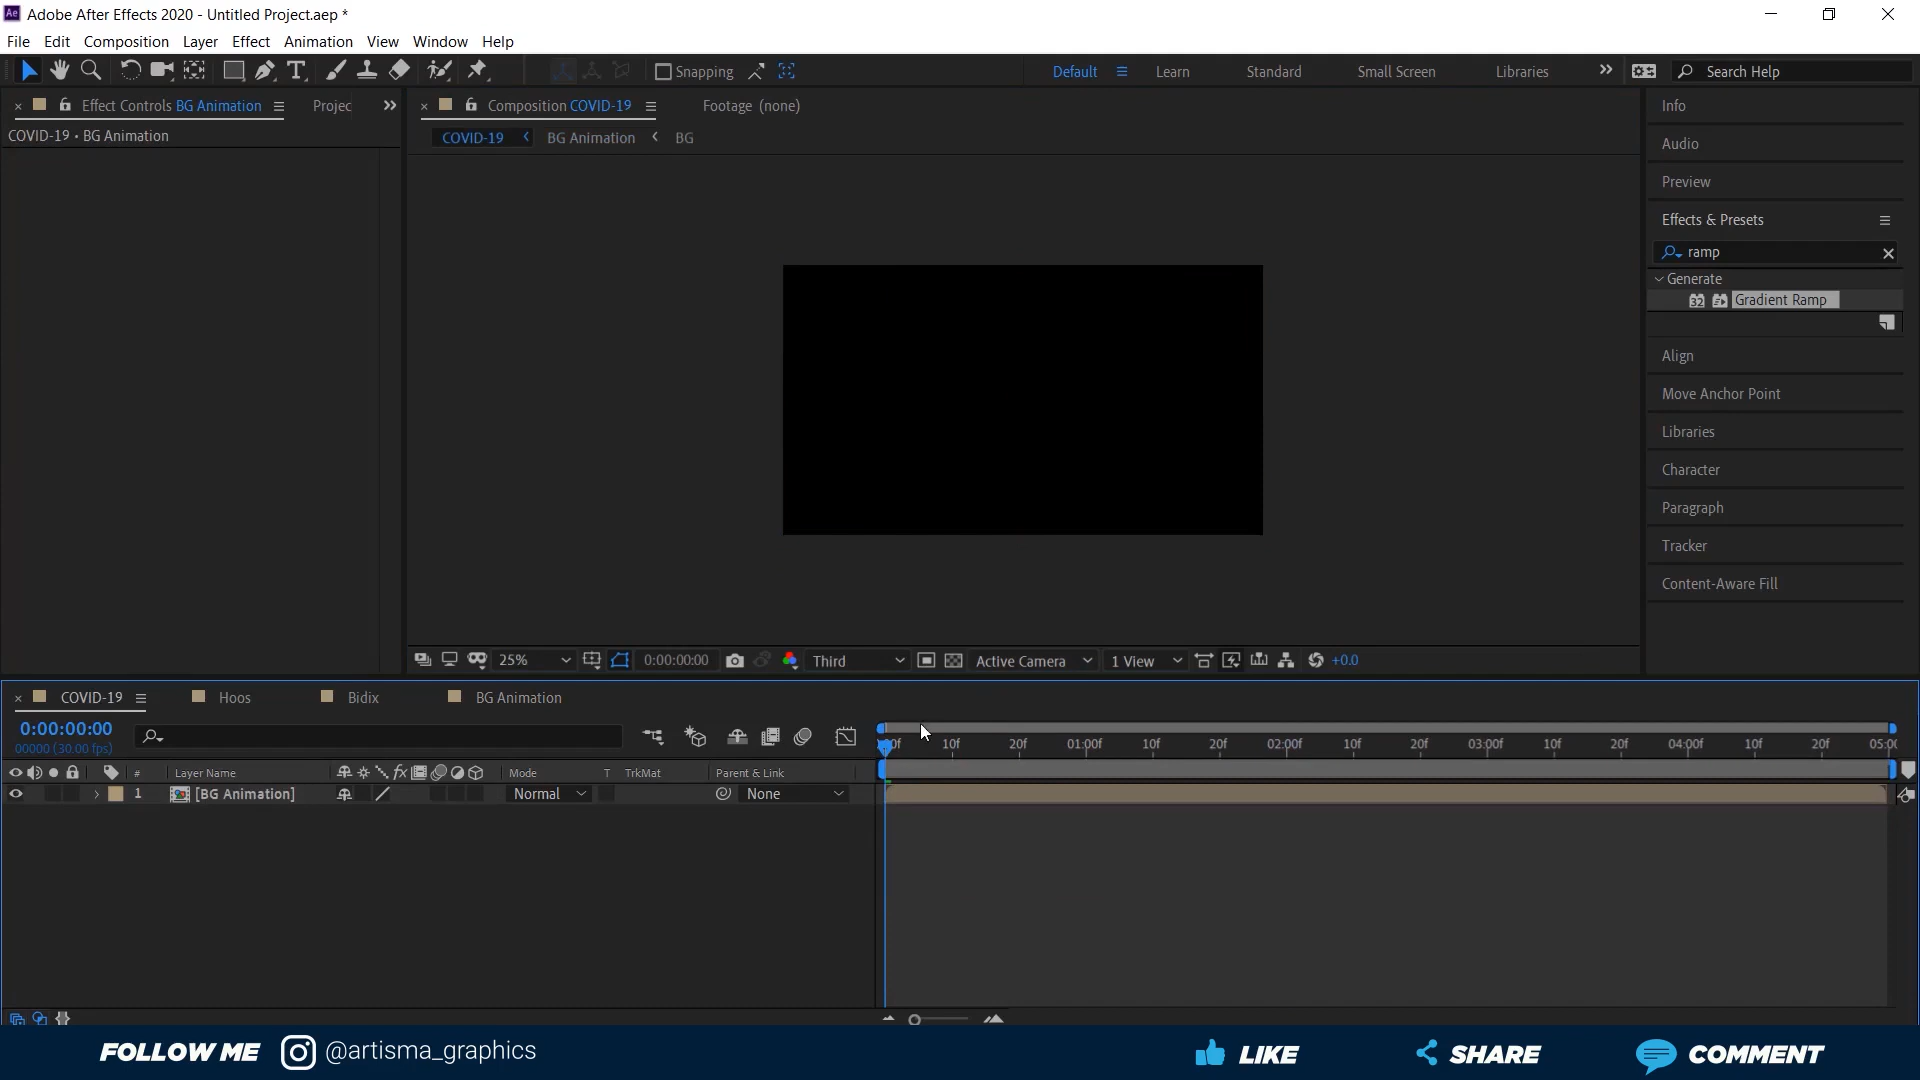 Adobe After Effects 2020 - Untitled Project.aep *
File Edit Composition Layer Effect Animation View Window Help
Snapping Default Learn Standard Small Screen Libraries Search Help
Effect Controls BG Animation Projec Composition COVID-19 Footage (none) Info
COVID-19 • BG Animation COVID-19 BG Animation BG
Audio
Preview
Effects & Presets
ramp
Generate
32 Gradient Ramp
Align
Move Anchor Point
Libraries
Character
Paragraph
Tracker
Content-Aware Fill
25% 0:00:00:00 Third Active Camera 1 View +0.0
COVID-19 Hoos Bidix BG Animation
0:00:00:00
00000 (30.00 fps)
10f 20f 01:00f 10f 20f 02:00f 10f 20f 03:00f 10f 20f 04:00f 10f 20f
# Layer Name fx Mode T TrkMat Parent & Link
1 [BG Animation] Normal None
FOLLOW ME @artisma_graphics LIKE SHARE COMMENT